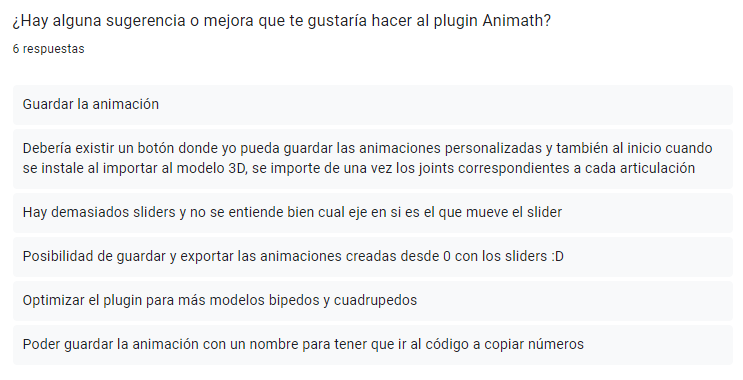 ¿Hay alguna sugerencia o mejora que te gustaría hacer al plugin Animath?
6 respuestas
Guardar la animación
Debería existir un botón donde yo pueda guardar las animaciones personalizadas y también al inicio cuando
se instale al importar al modelo 3D, se importe de una vez los joints correspondientes a cada articulación
Hay demasiados sliders y no se entiende bien cual eje en si es el que mueve el slider
Posibilidad de guardar y exportar las animaciones creadas desde 0 con los sliders :D
Optimizar el plugin para más modelos bipedos y cuadrupedos
Poder guardar la animación con un nombre para tener que ir al código a copiar números